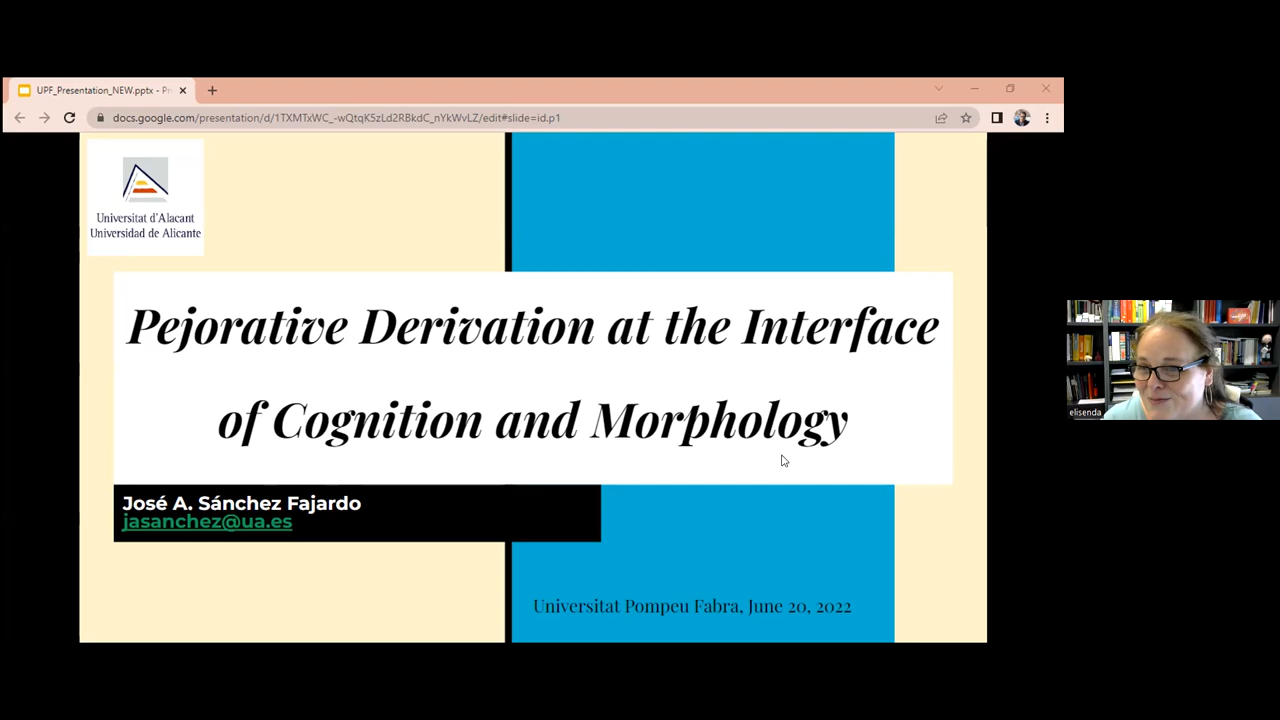 UPF_Presentation_NEW.pptx - Pr
docs.google.com/presentation/d/1TXMTxWC_-wQtqK5zLd2RBkdC_nYkWvLZ/edit#slide=id.p1
Universitat d'Alacant
Universidad de Alicante
Pejorative Derivation at the Interface
of Cognition and Morphology
José A. Sánchez Fajardo
jasanchez@ua.es
elisenda
Universitat Pompeu Fabra, June 20, 2022